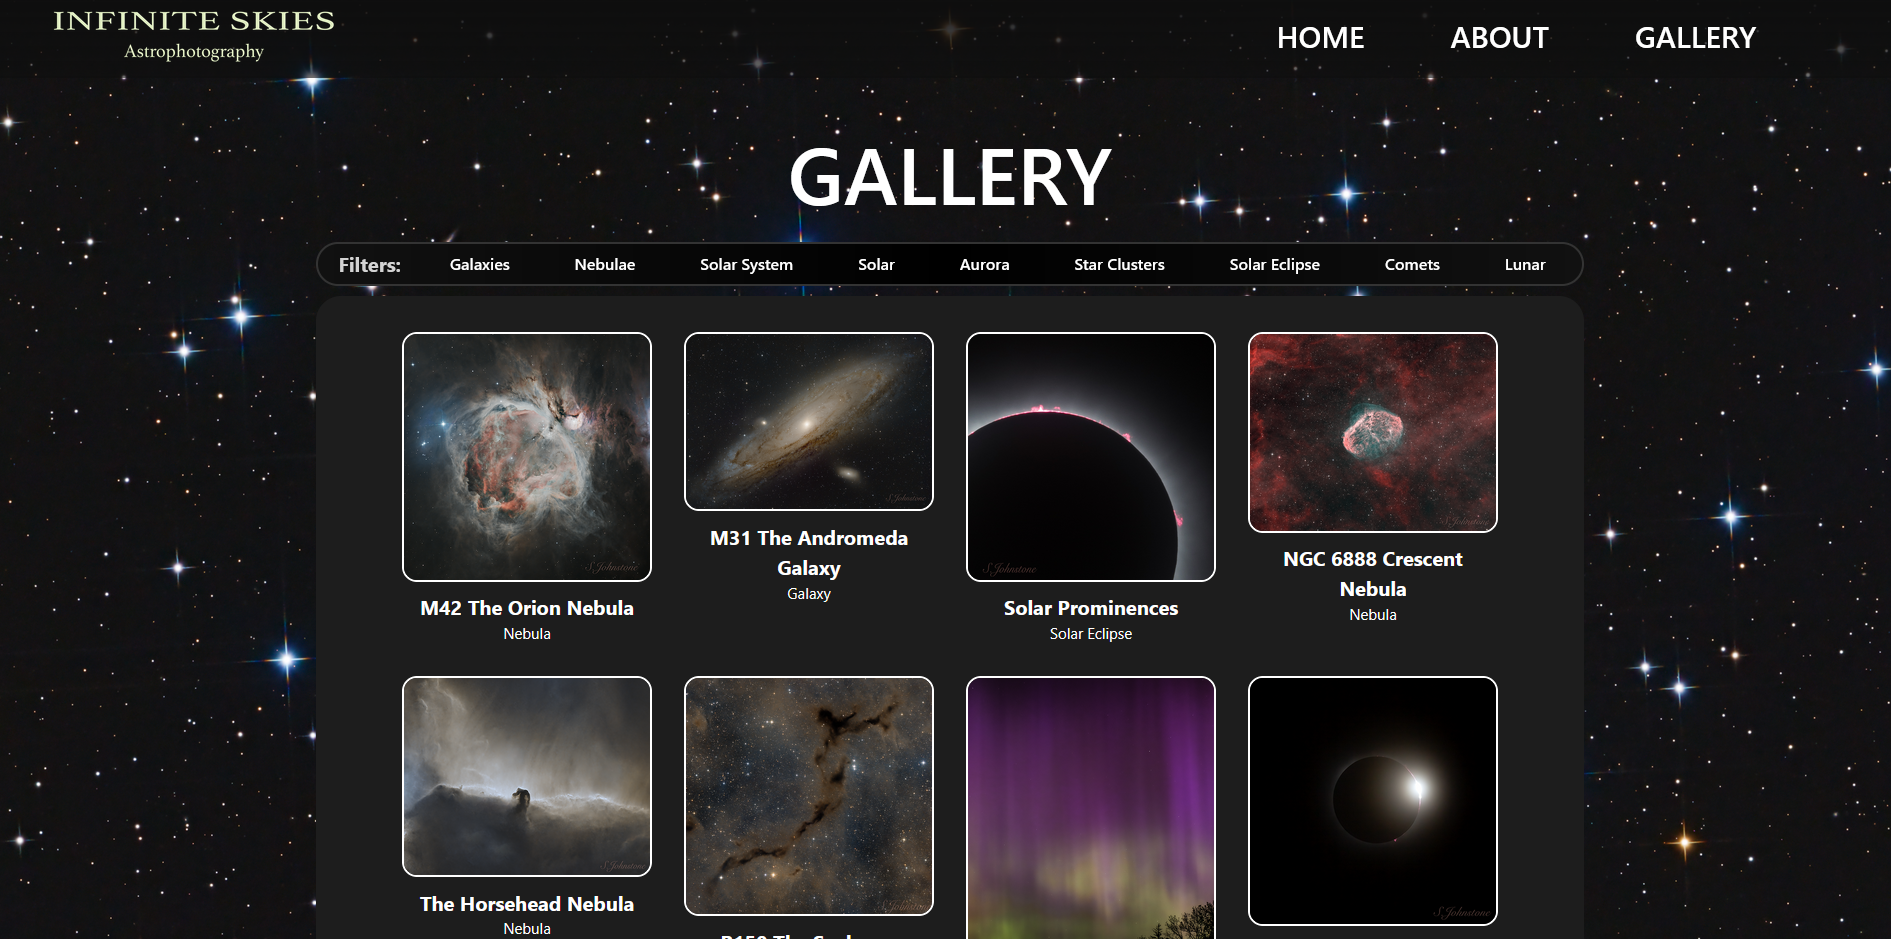 INFINITE SKIES
Astrophotography
HOME ABOUT GALLERY
GALLERY
Filters: Galaxies Nebulae Solar System Solar Aurora Star Clusters Solar Eclipse Comets Lunar
S.Johnstone
S.Johnstone
S.Johnstone
S.Johnstone
M42 The Orion Nebula
Nebula
M31 The Andromeda
Galaxy
Galaxy
Solar Prominences
Solar Eclipse
NGC 6888 Crescent
Nebula
Nebula
S.Johnstone
S.Johnstone
S.Johnstone
The Horsehead Nebula
Nebula